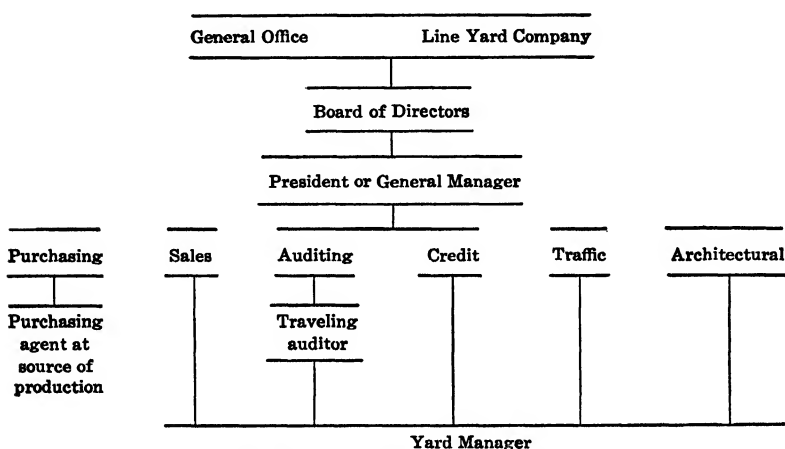 General Office Line Yard Company
Board of Directors
President or General Manager
Purchasing Sales Auditing Credit Traffic Architectural
Purchasing
agent at
source of
production
Traveling
auditor
Yard Manager